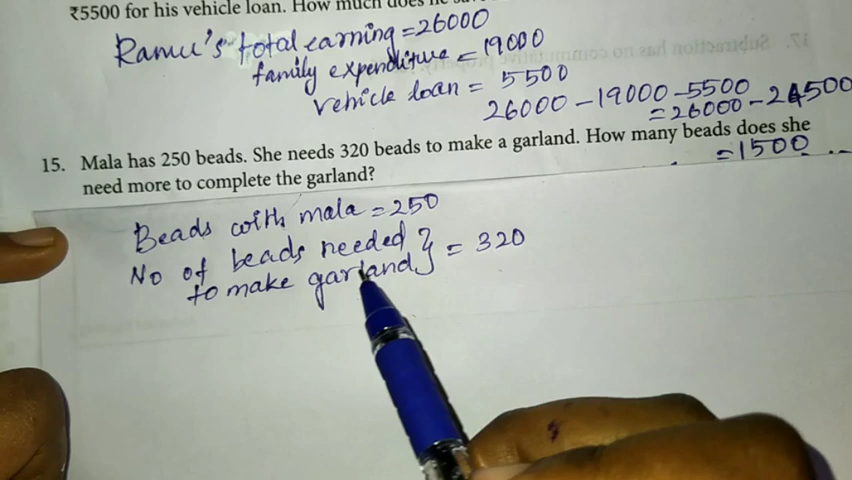 ₹5500 for his vehicle loan. How much does he
Ramu's total earning = 26000
family expenditure = 19000
vehicle loan = 5500
26000 - 19000 - 5500
= 26000 - 24500
= 1500
15. Mala has 250 beads. She needs 320 beads to make a garland. How many beads does she
need more to complete the garland?
Beads with mala = 250
No of beads needed
to make garland } = 320